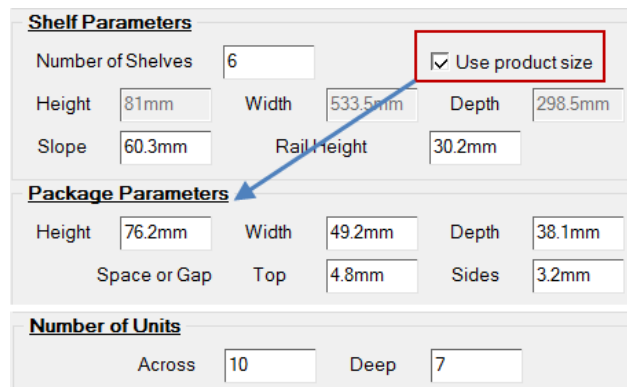 Shelf Parameters
Number of Shelves 6 Use product size
Height 81mm Width 533.5mm Depth 298.5mm
Slope 60.3mm Rail Height 30.2mm
Package Parameters
Height 76.2mm Width 49.2mm Depth 38.1mm
Space or Gap Top 4.8mm Sides 3.2mm
Number of Units
Across 10 Deep 7